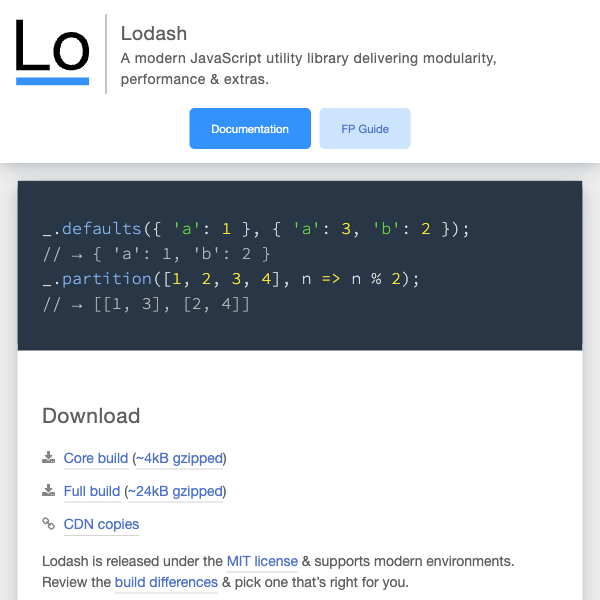 Lo
Lodash
A modern JavaScript utility library delivering modularity,
performance & extras.
Documentation
FP Guide
_.defaults({ 'a': 1 }, { 'a': 3, 'b': 2 });
// → { 'a': 1, 'b': 2 }
_.partition([1, 2, 3, 4], n => n % 2);
// → [[1, 3], [2, 4]]
Download
Core build (~4kB gzipped)
Full build (~24kB gzipped)
CDN copies
Lodash is released under the MIT license & supports modern environments.
Review the build differences & pick one that’s right for you.